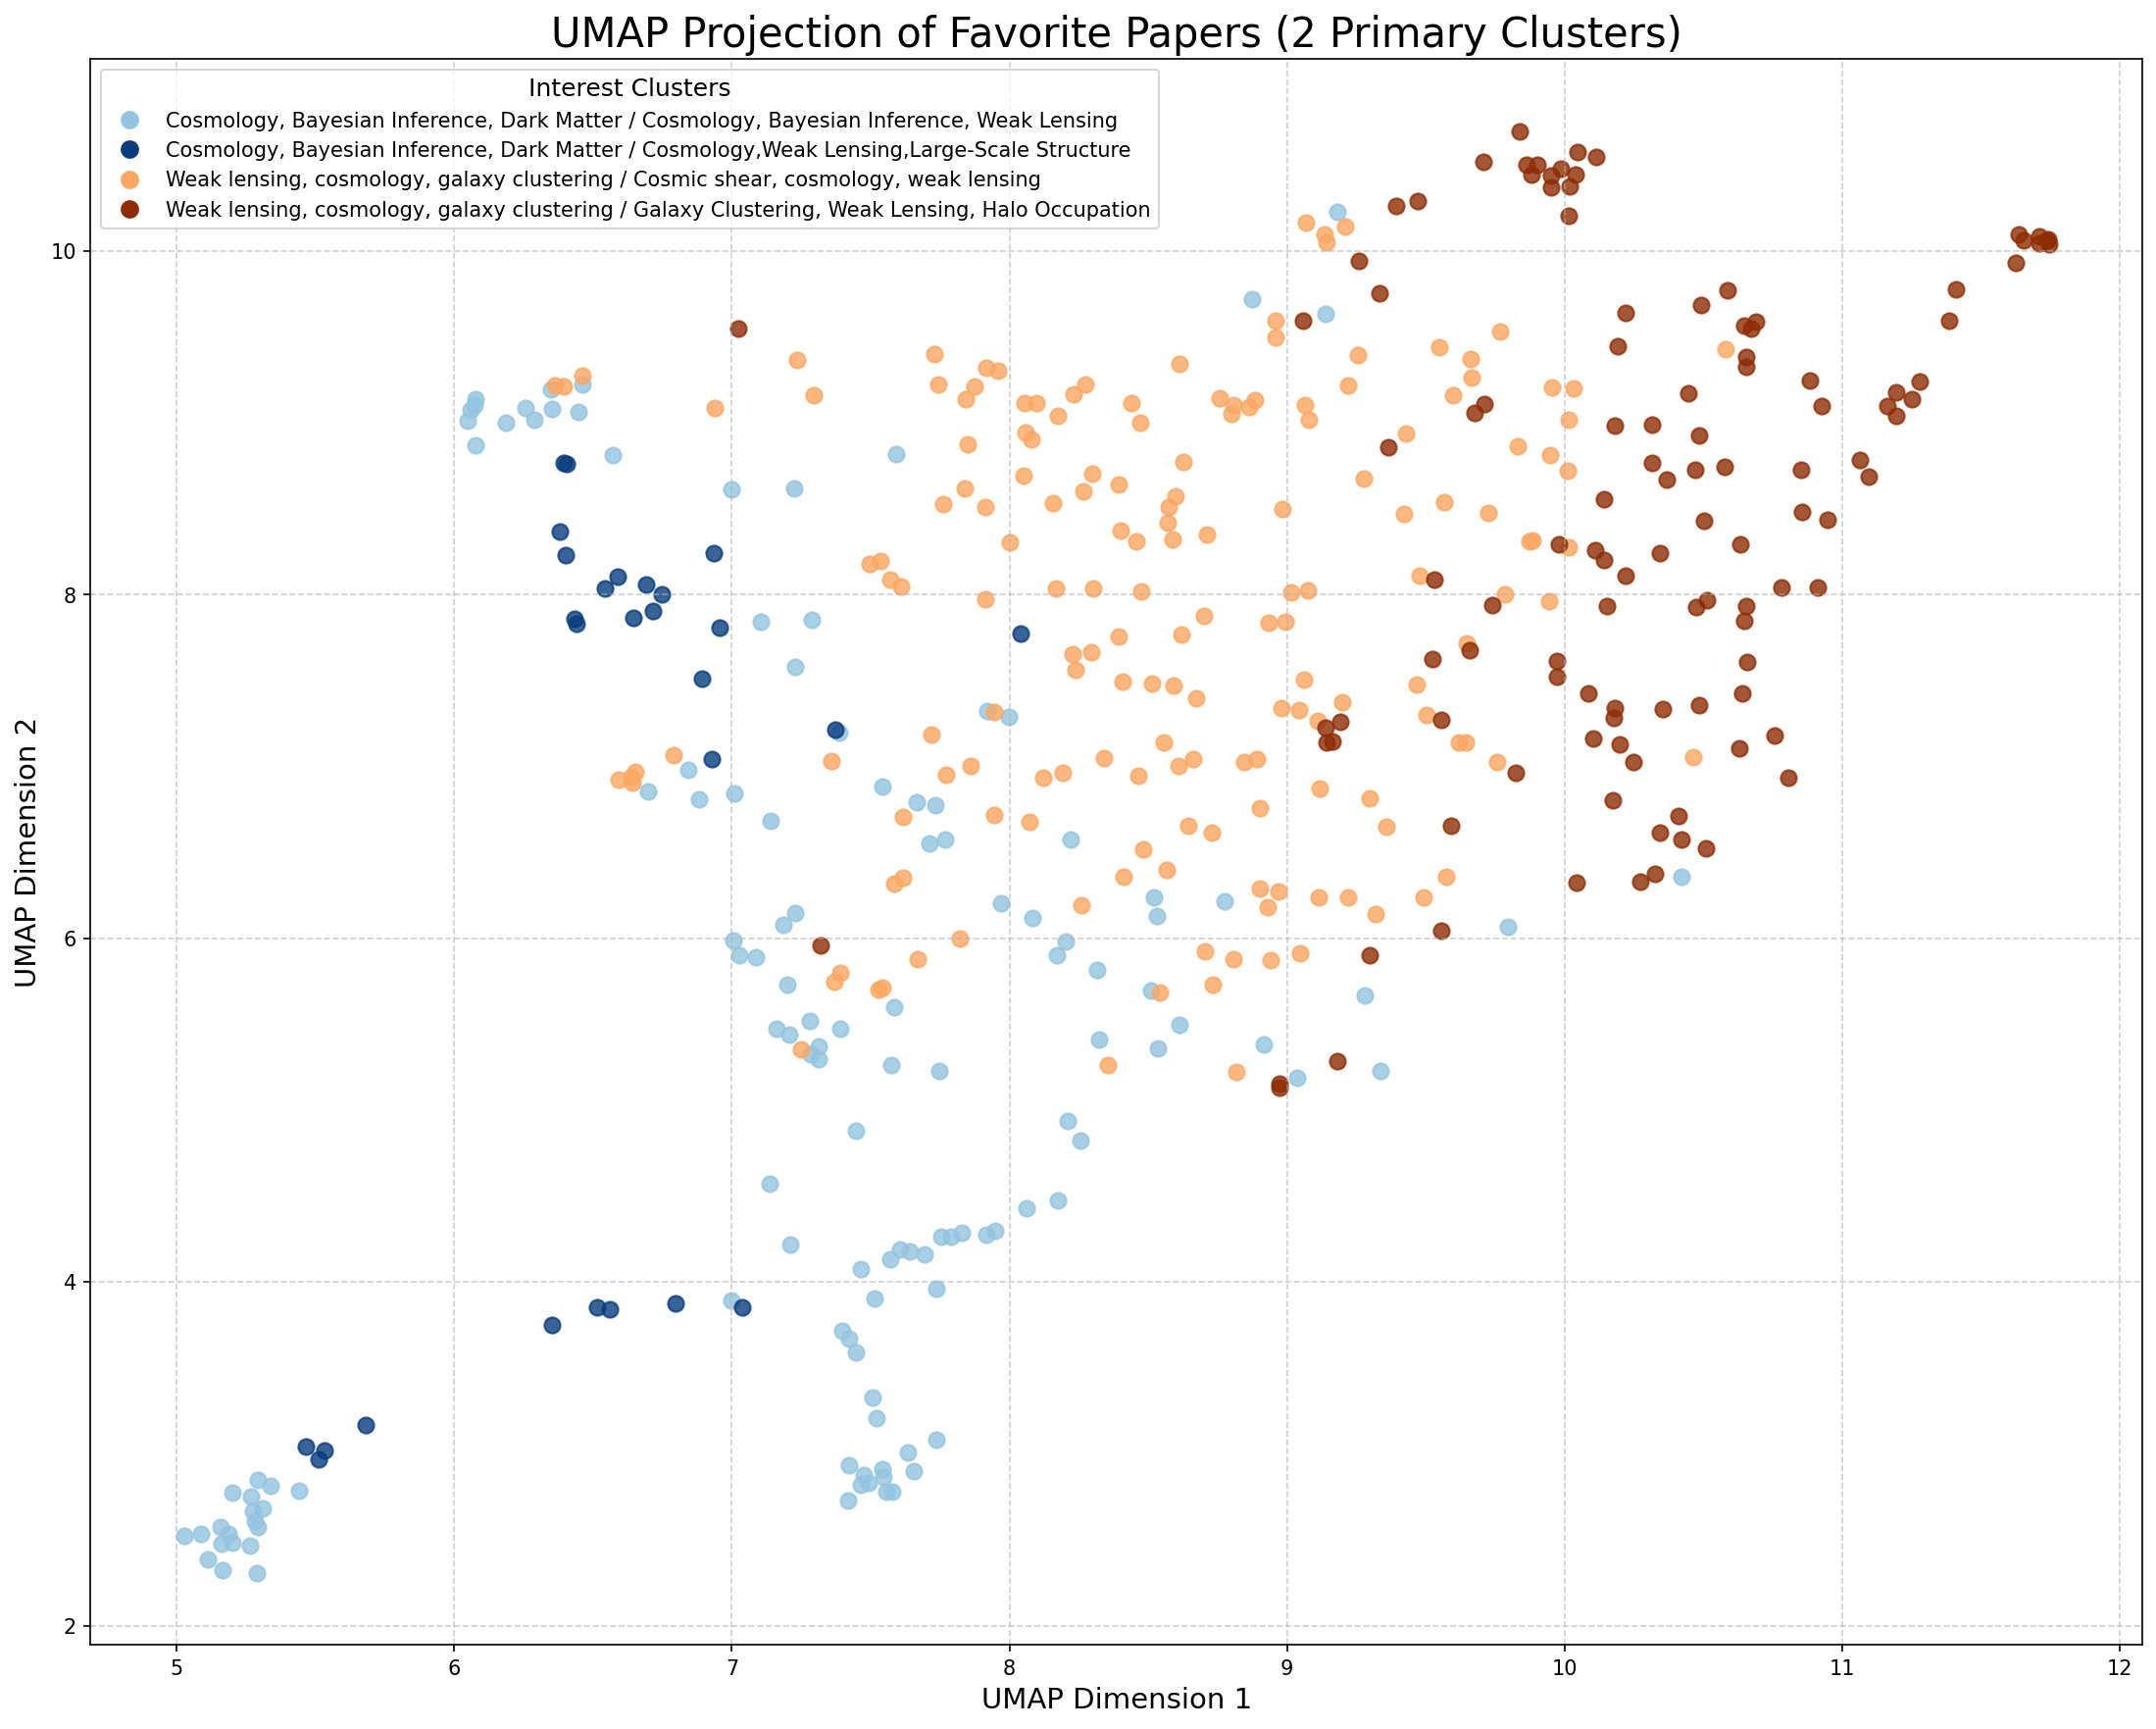 UMAP Projection of Favorite Papers (2 Primary Clusters)
Interest Clusters
Cosmology, Bayesian Inference, Dark Matter / Cosmology, Bayesian Inference, Weak Lensing
Cosmology, Bayesian Inference, Dark Matter / Cosmology,Weak Lensing,Large-Scale Structure
Weak lensing, cosmology, galaxy clustering / Cosmic shear, cosmology, weak lensing
Weak lensing, cosmology, galaxy clustering / Galaxy Clustering, Weak Lensing, Halo Occupation
10
8
6
4
2
UMAP Dimension 2
5 6 7 8 9 10 11 12
UMAP Dimension 1